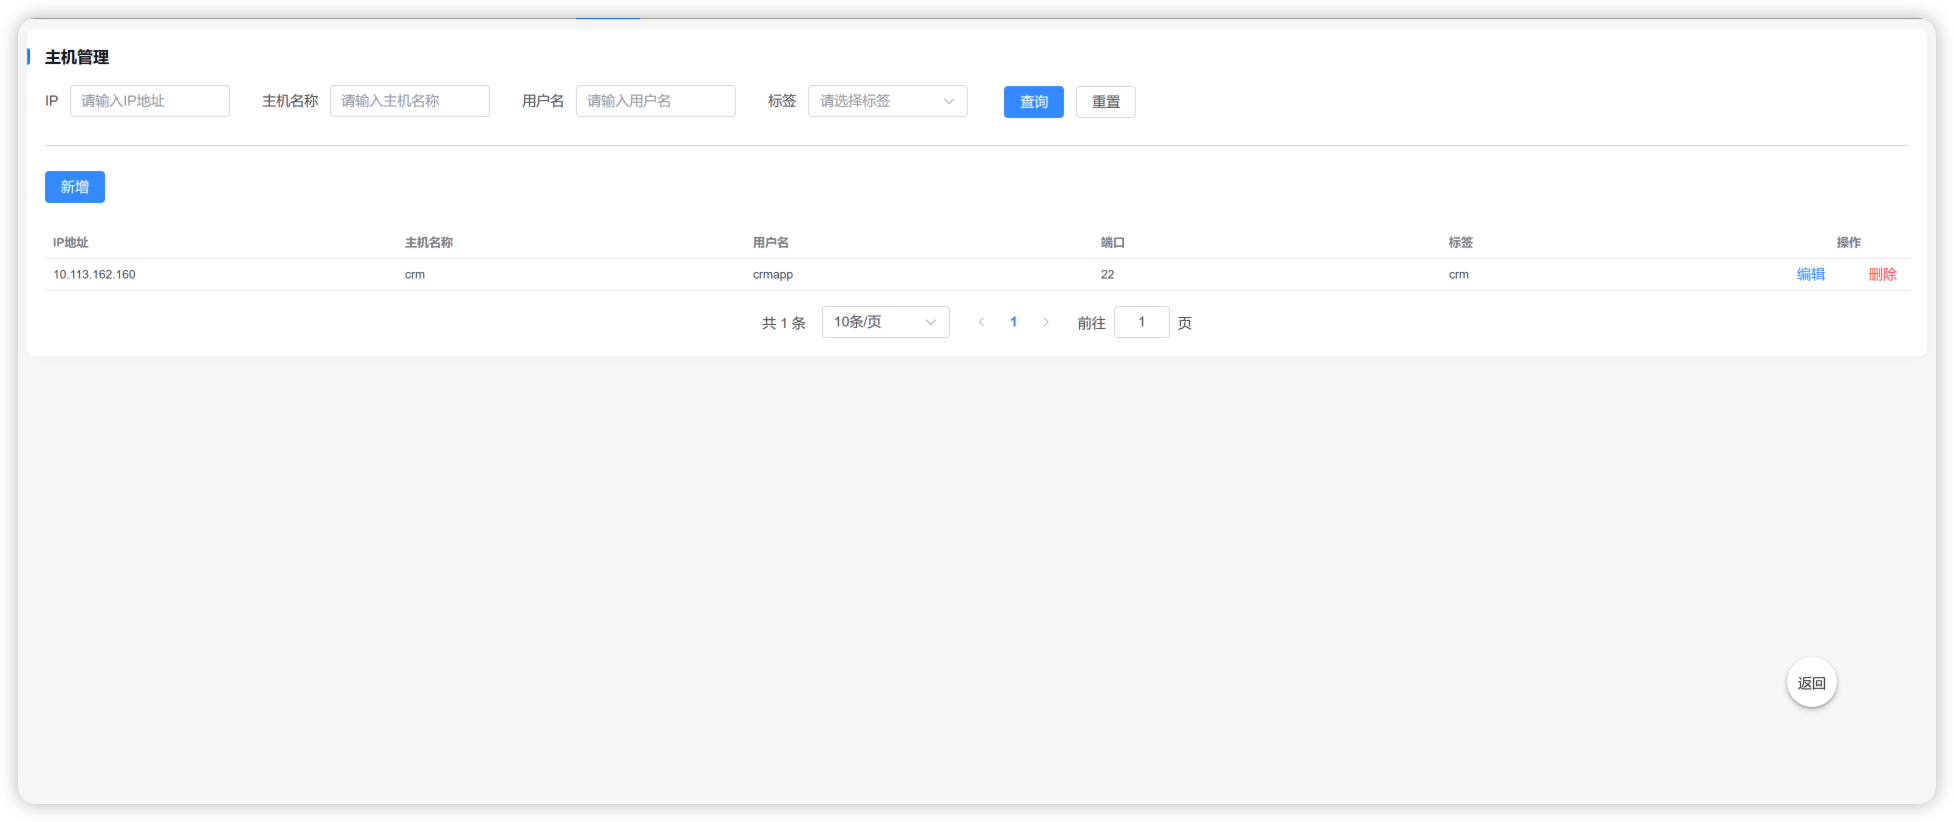 主机管理
IP 请输入IP地址 主机名称 请输入主机名称 用户名 请输入用户名 标签 请选择标签 查询 重置
新增
IP地址 主机名称 用户名 端口 标签 操作
10.113.162.160 crm crmapp 22 crm 编辑 删除
共 1 条 10条/页 1 前往 1 页
返回